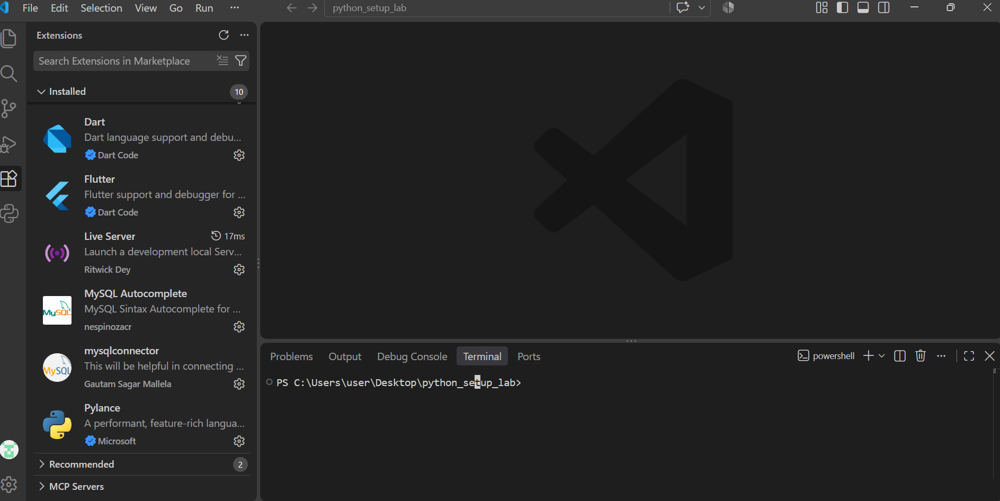 File Edit Selection View Go Run ···
python_setup_lab
Extensions
Search Extensions in Marketplace
Installed 10
Dart
Dart language support and debu...
Dart Code
Flutter
Flutter support and debugger for ...
Dart Code
Live Server 17ms
Launch a development local Serv...
Ritwick Dey
MySQL Autocomplete
MySQL Sintax Autocomplete for ...
nespinozacr
MySQL
mysqlconnector
This will be helpful in connecting ...
Gautam Sagar Mallela
MySQL
Pylance
A performant, feature-rich langua...
Microsoft
Recommended 2
MCP Servers
Problems Output Debug Console Terminal Ports
powershell
PS C:\Users\user\Desktop\python_setup_lab>